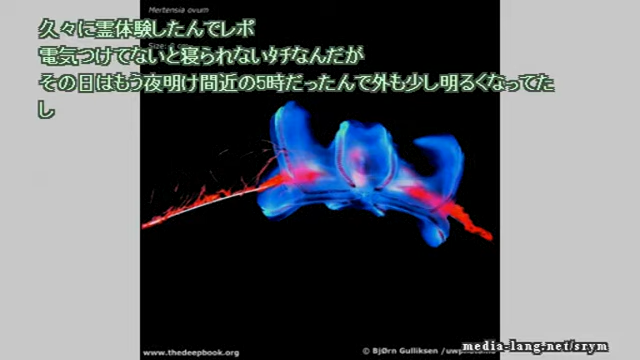 Mertensia ovum
久々に霊体験したんでレポ
電気つけてないと寝られないﾀﾁなんだが
その日はもう夜明け間近の5時だったんで外も少し明るくなってた
し
www.thedeepbook.org
© BjØrn Gulliksen /uwp
media-lang.net/srym